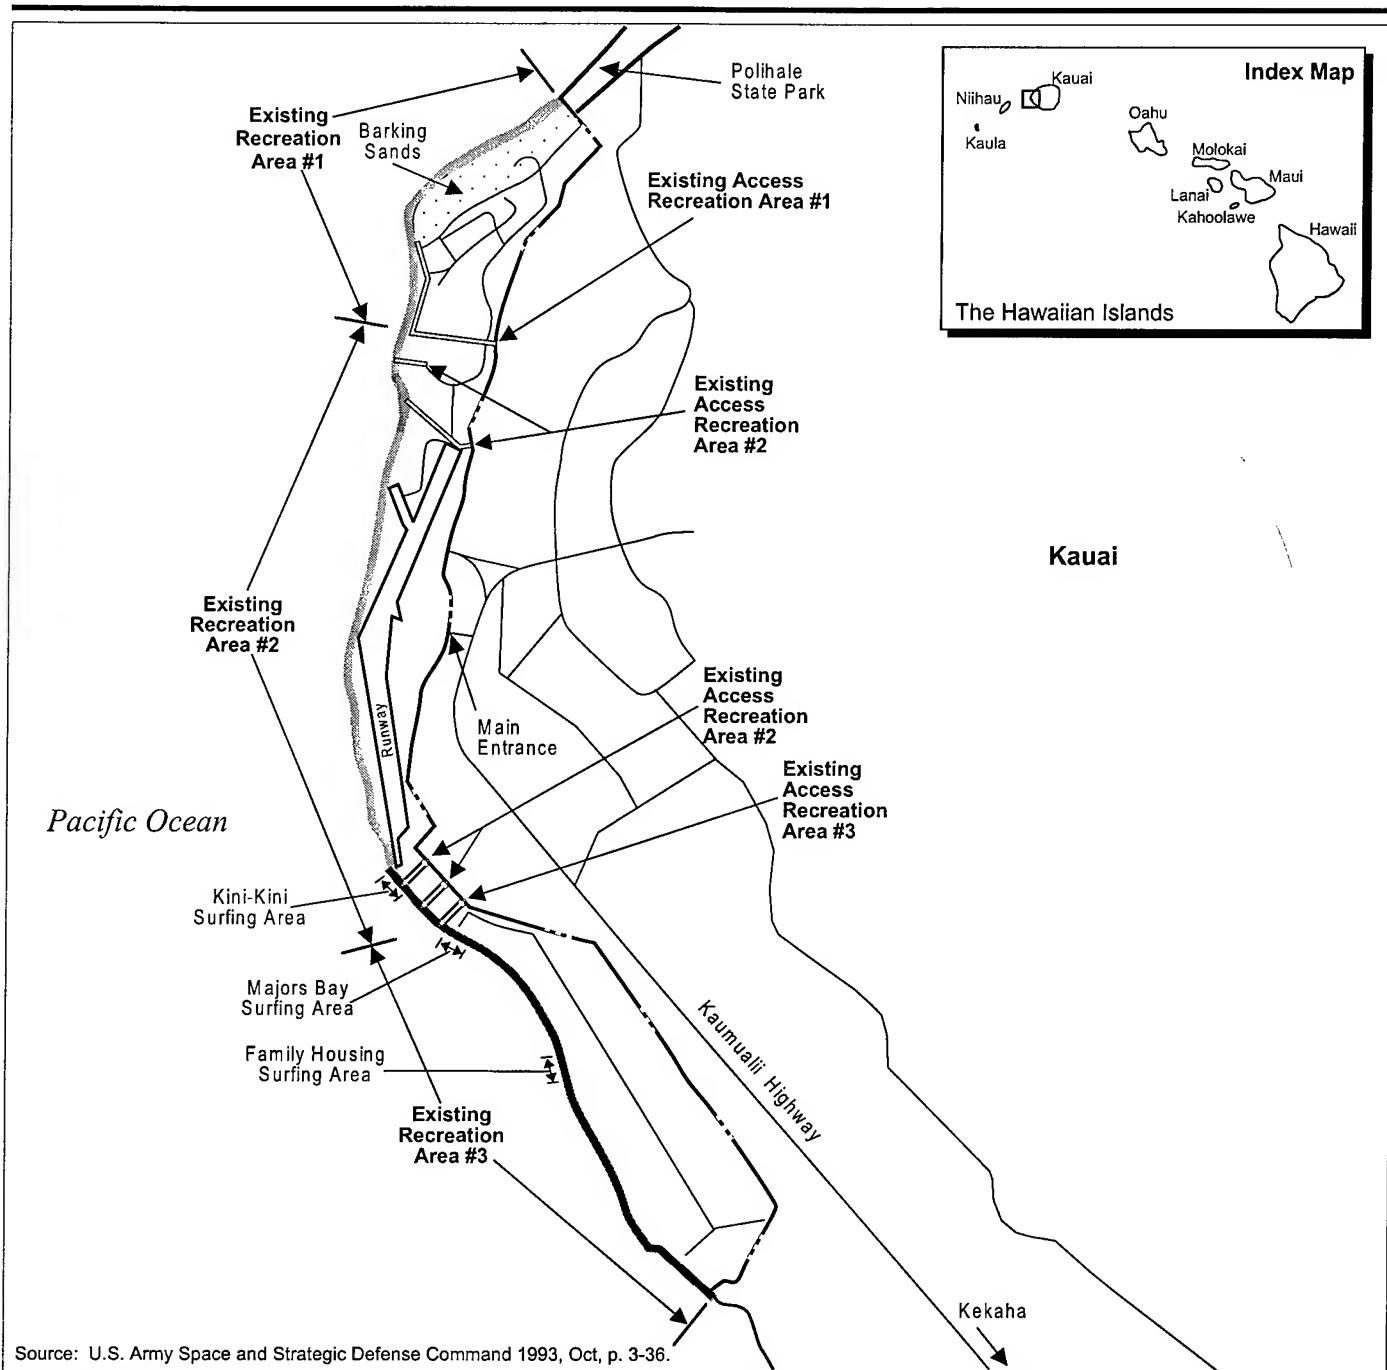 Polihale
State Park
Existing
Recreation
Area #1
Barking
Sands
Existing Access
Recreation Area #1
Index Map
Niihau
Kauai
Kaula
Oahu
Molokai
Lanai
Maui
Kahoolawe
Hawaii
The Hawaiian Islands
Existing
Access
Recreation
Area #2
Kauai
Existing
Recreation
Area #2
Runway
Main
Entrance
Existing
Access
Recreation
Area #2
Existing
Access
Recreation
Area #3
Pacific Ocean
Kini-Kini
Surfing Area
Majors Bay
Surfing Area
Family Housing
Surfing Area
Existing
Recreation
Area #3
Kaumualii Highway
Kekaha
Source: U.S. Army Space and Strategic Defense Command 1993, Oct, p. 3-36.